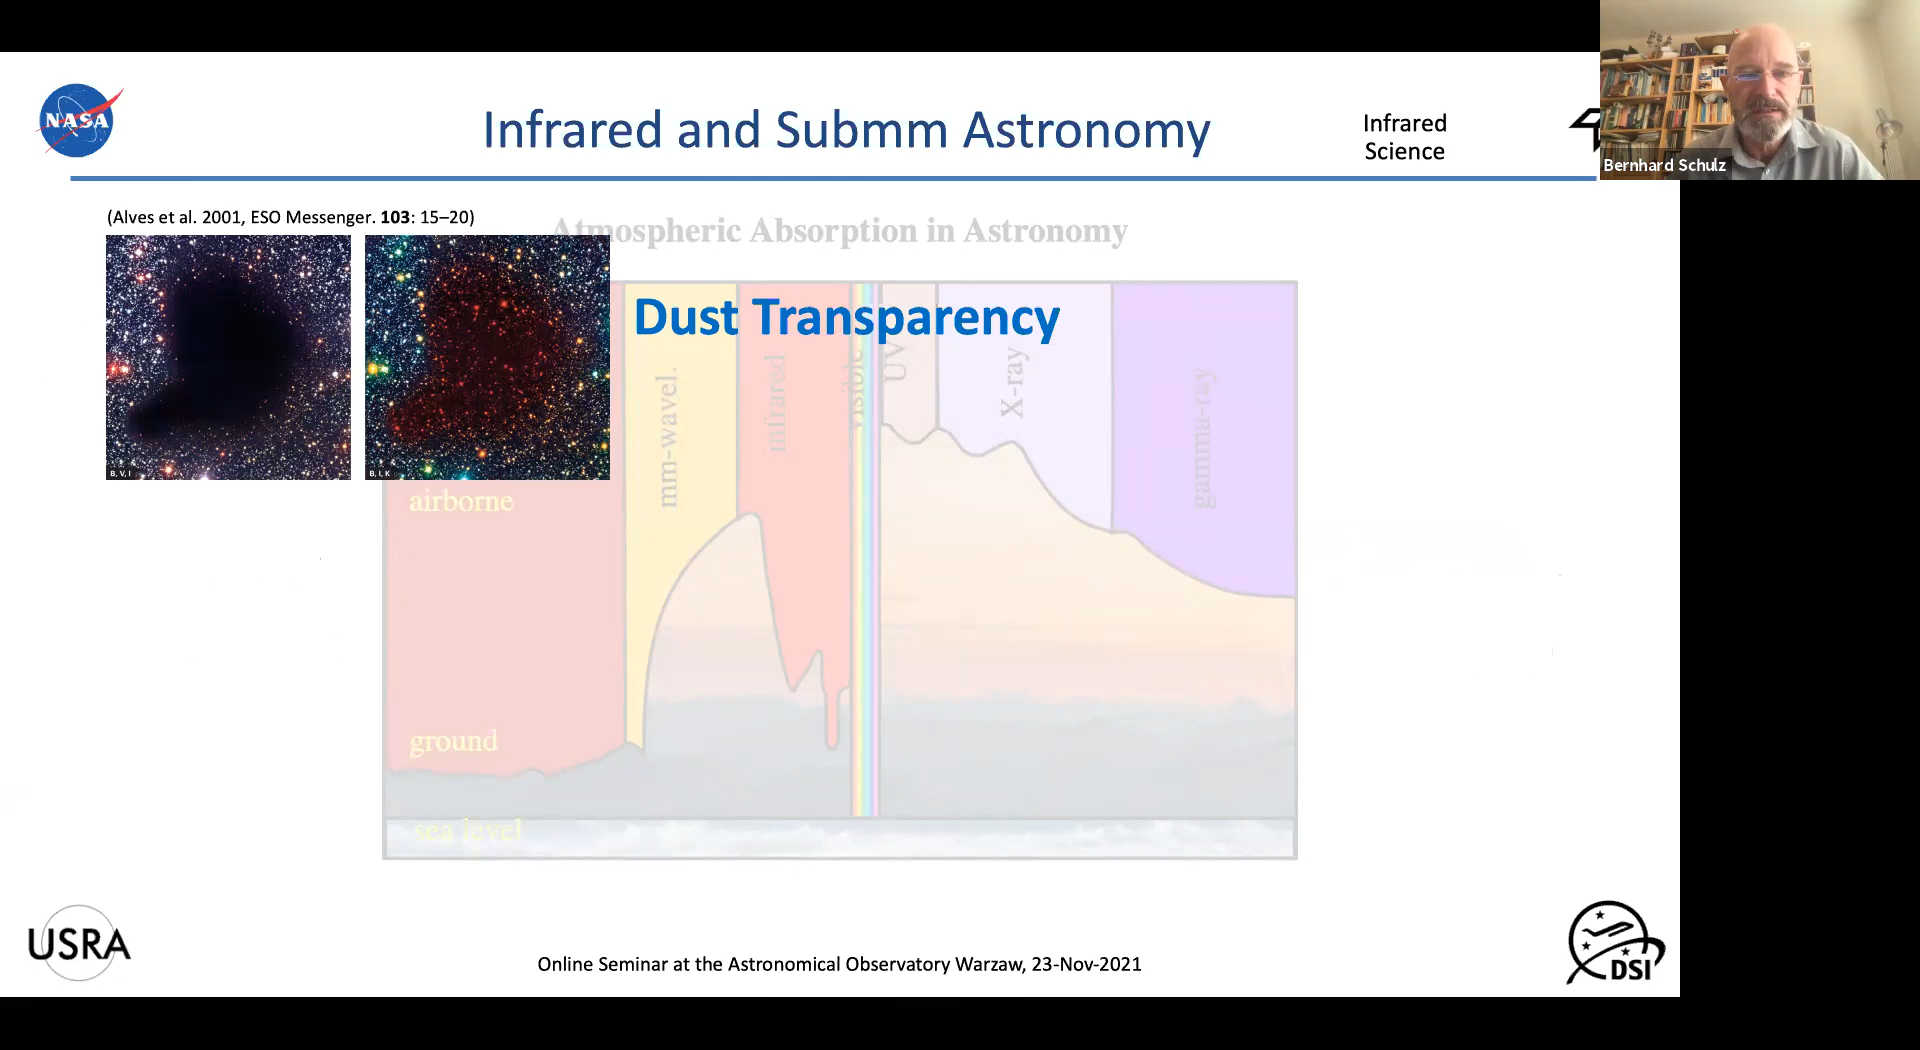 NASA
Infrared and Submm Astronomy
Infrared
Science
Bernhard Schulz
(Alves et al. 2001, ESO Messenger. 103: 15–20)
Atmospheric Absorption in Astronomy
Dust Transparency
B, V, I
B, I, K
mm-wavel.
infrared
visible
UV
X-ray
gamma-ray
airborne
ground
sea level
USRA
Online Seminar at the Astronomical Observatory Warzaw, 23-Nov-2021
DSI